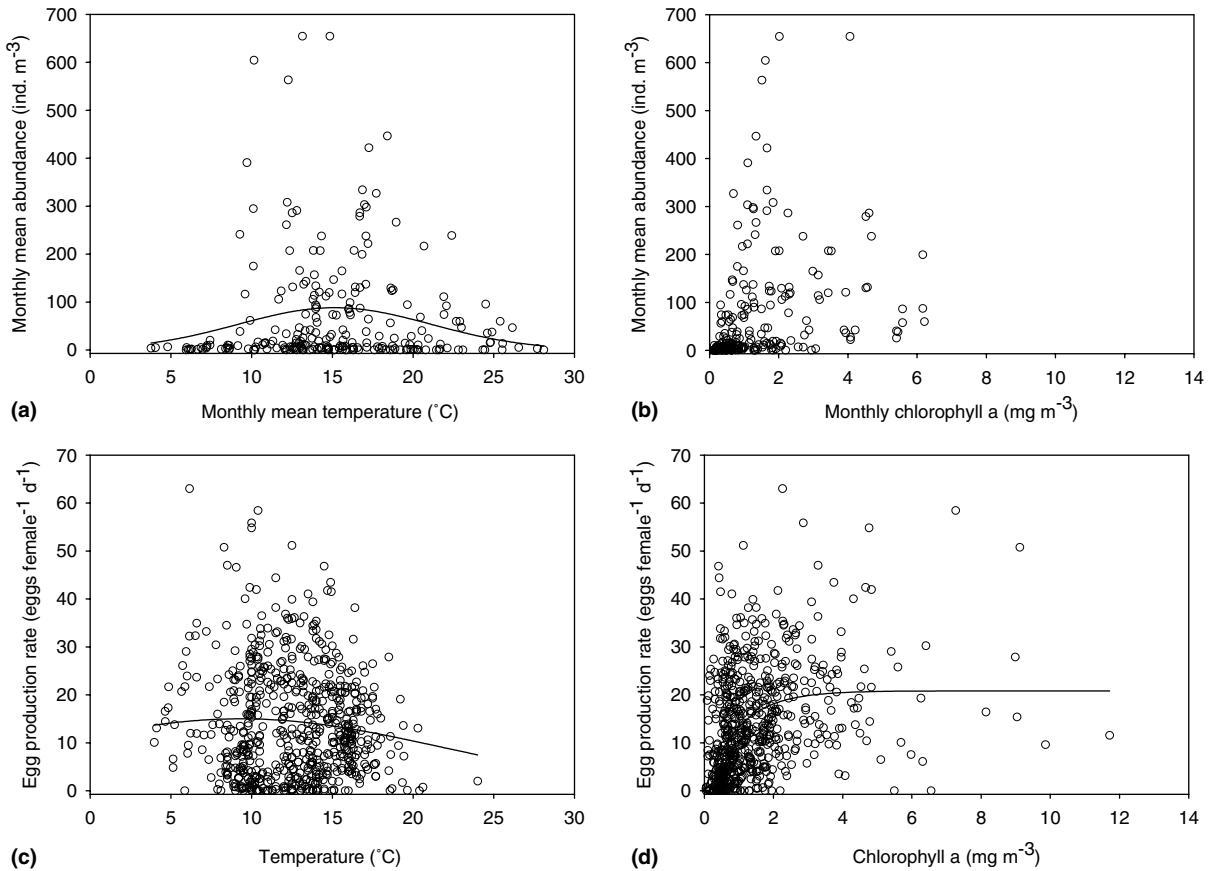 700
600
500
400
300
200
100
0
Monthly mean abundance (ind. m-3)
0 5 10 15 20 25 30
(a) Monthly mean temperature (˚C)
700
600
500
400
300
200
100
0
Monthly mean abundance (ind. m-3)
0 2 4 6 8 10 12 14
(b) Monthly chlorophyll a (mg m-3)
70
60
50
40
30
20
10
0
Egg production rate (eggs female-1 d-1)
0 5 10 15 20 25 30
(c) Temperature (˚C)
70
60
50
40
30
20
10
0
Egg production rate (eggs female-1 d-1)
0 2 4 6 8 10 12 14
(d) Chlorophyll a (mg m-3)